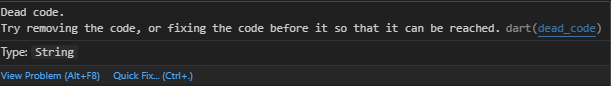 Dead code.
Try removing the code, or fixing the code before it so that it can be reached. dart(dead_code)
Type: String
View Problem (Alt+F8) Quick Fix... (Ctrl+.)